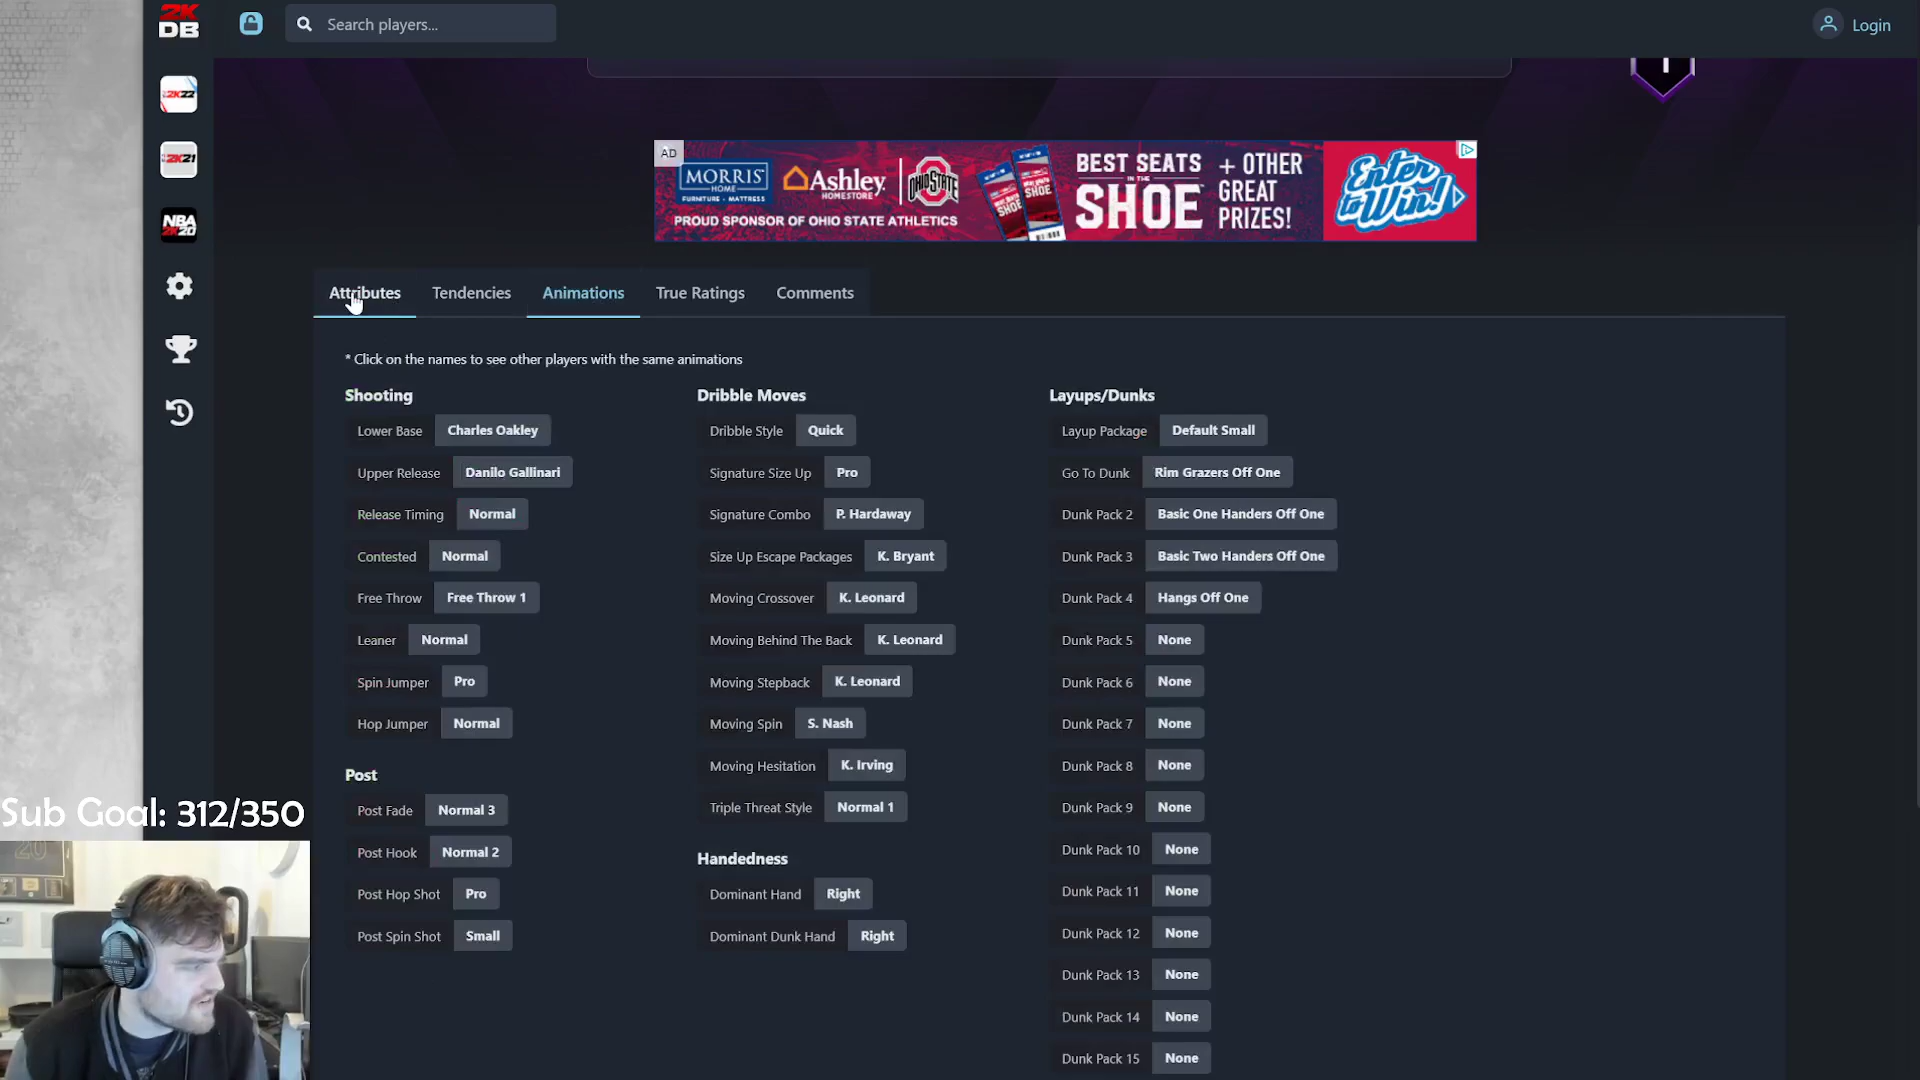 2K
DB
Search players...
Login
2K22
2K21
NBA
2K20
1
AD
MORRIS
HOME
FURNITURE • MATTRESS
Ashley
HOMESTORE
OHIO STATE
PROUD SPONSOR OF OHIO STATE ATHLETICS
BEST SEATS
IN THE
SHOE
+ OTHER
GREAT
PRIZES!
Enter
to Win!
Attributes
Tendencies
Animations
True Ratings
Comments
* Click on the names to see other players with the same animations
Shooting
Lower Base Charles Oakley
Upper Release Danilo Gallinari
Release Timing Normal
Contested Normal
Free Throw Free Throw 1
Leaner Normal
Spin Jumper Pro
Hop Jumper Normal
Post
Post Fade Normal 3
Post Hook Normal 2
Post Hop Shot Pro
Post Spin Shot Small
Dribble Moves
Dribble Style Quick
Signature Size Up Pro
Signature Combo P. Hardaway
Size Up Escape Packages K. Bryant
Moving Crossover K. Leonard
Moving Behind The Back K. Leonard
Moving Stepback K. Leonard
Moving Spin S. Nash
Moving Hesitation K. Irving
Triple Threat Style Normal 1
Handedness
Dominant Hand Right
Dominant Dunk Hand Right
Layups/Dunks
Layup Package Default Small
Go To Dunk Rim Grazers Off One
Dunk Pack 2 Basic One Handers Off One
Dunk Pack 3 Basic Two Handers Off One
Dunk Pack 4 Hangs Off One
Dunk Pack 5 None
Dunk Pack 6 None
Dunk Pack 7 None
Dunk Pack 8 None
Dunk Pack 9 None
Dunk Pack 10 None
Dunk Pack 11 None
Dunk Pack 12 None
Dunk Pack 13 None
Dunk Pack 14 None
Dunk Pack 15 None
Sub Goal: 312/350
20